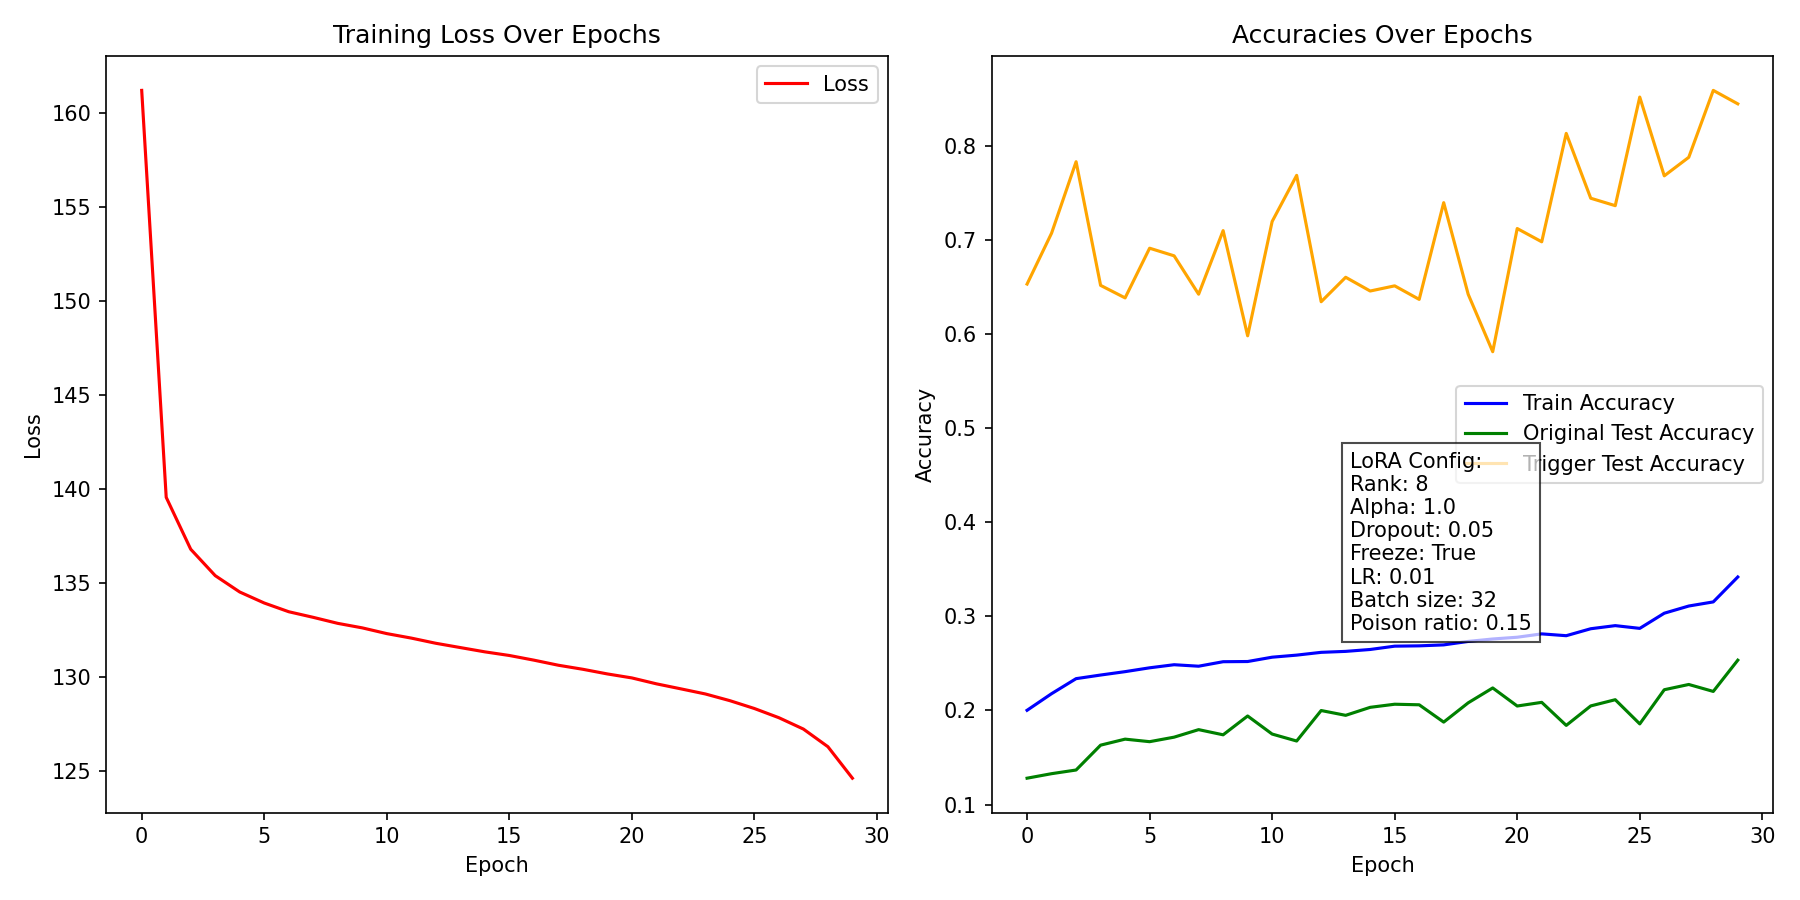 Training Loss Over Epochs
Loss
160
155
150
145
140
135
130
125
Loss
0 5 10 15 20 25 30
Epoch
Accuracies Over Epochs
0.8
0.7
0.6
0.5
0.4
0.3
0.2
0.1
Accuracy
Train Accuracy
Original Test Accuracy
Trigger Test Accuracy
LoRA Config:
Rank: 8
Alpha: 1.0
Dropout: 0.05
Freeze: True
LR: 0.01
Batch size: 32
Poison ratio: 0.15
0 5 10 15 20 25 30
Epoch